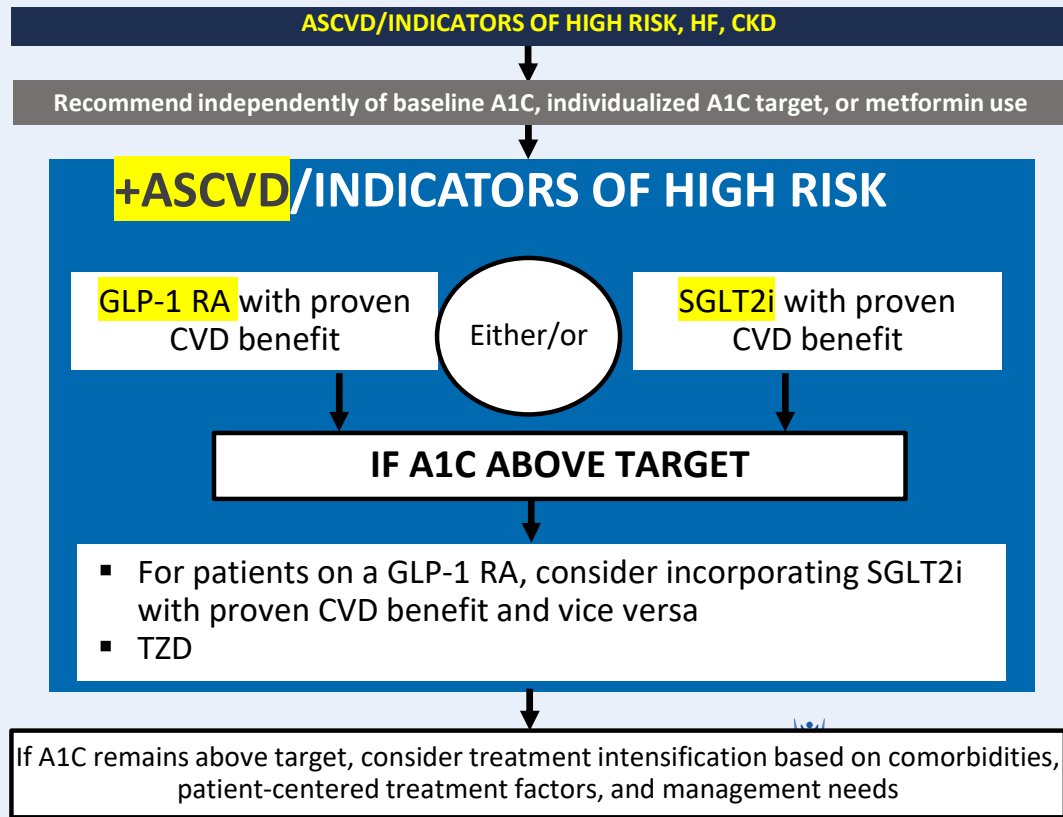 ASCVD/INDICATORS OF HIGH RISK, HF, CKD
Recommend independently of baseline A1C, individualized A1C target, or metformin use
+ASCVD/INDICATORS OF HIGH RISK
GLP-1 RA with proven
CVD benefit
Either/or
SGLT2i with proven
CVD benefit
IF A1C ABOVE TARGET
▪ For patients on a GLP-1 RA, consider incorporating SGLT2i
with proven CVD benefit and vice versa
▪ TZD
If A1C remains above target, consider treatment intensification based on comorbidities,
patient-centered treatment factors, and management needs